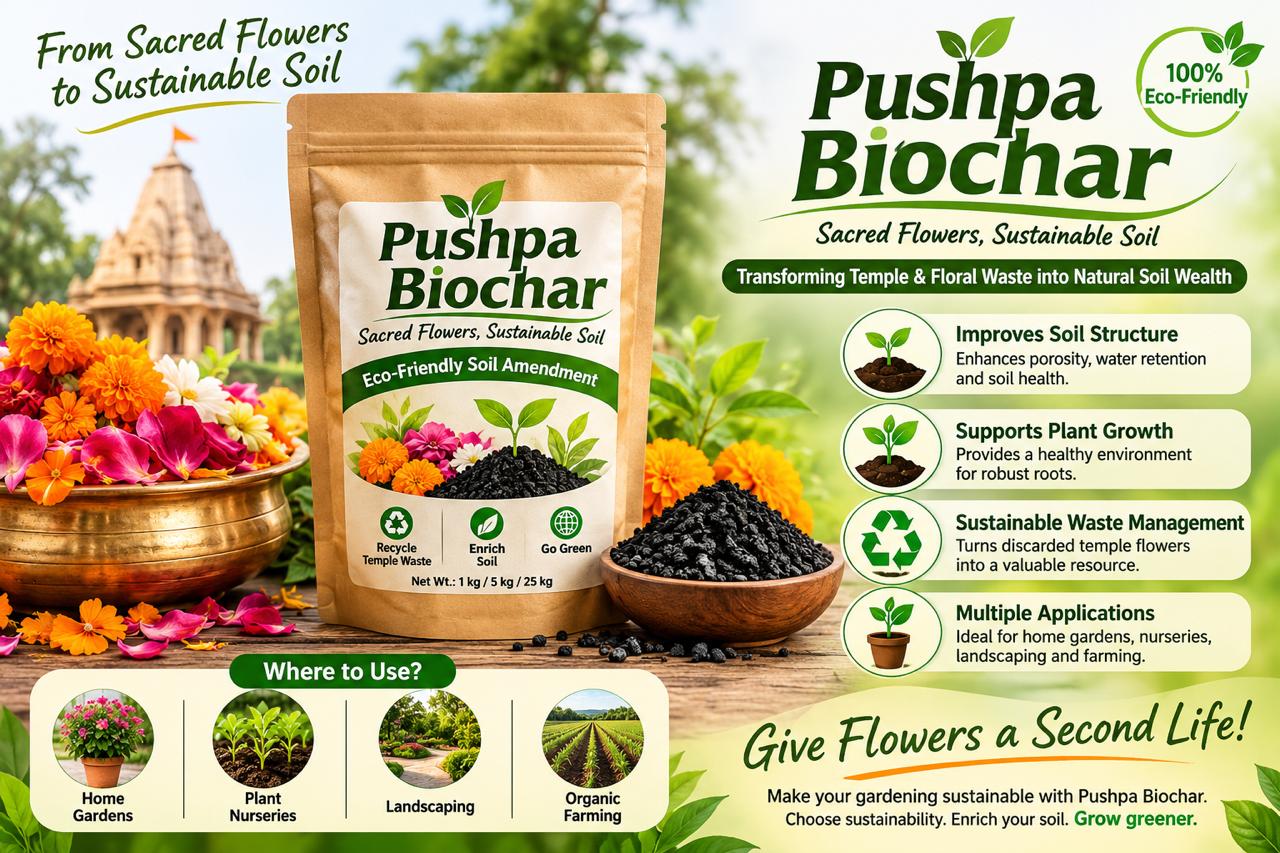 From Sacred Flowers
to Sustainable Soil
Pushpa
Biochar
Sacred Flowers, Sustainable Soil
Eco-Friendly Soil Amendment
Recycle
Temple Waste
Enrich
Soil
Go Green
Net Wt.: 1 kg / 5 kg / 25 kg
Pushpa
Biochar
100%
Eco-Friendly
Sacred Flowers, Sustainable Soil
Transforming Temple & Floral Waste into Natural Soil Wealth
Improves Soil Structure
Enhances porosity, water retention
and soil health.
Supports Plant Growth
Provides a healthy environment
for robust roots.
Sustainable Waste Management
Turns discarded temple flowers
into a valuable resource.
Multiple Applications
Ideal for home gardens, nurseries,
landscaping and farming.
Where to Use?
Home
Gardens
Plant
Nurseries
Landscaping
Organic
Farming
Give Flowers a Second Life!
Make your gardening sustainable with Pushpa Biochar.
Choose sustainability. Enrich your soil. Grow greener.